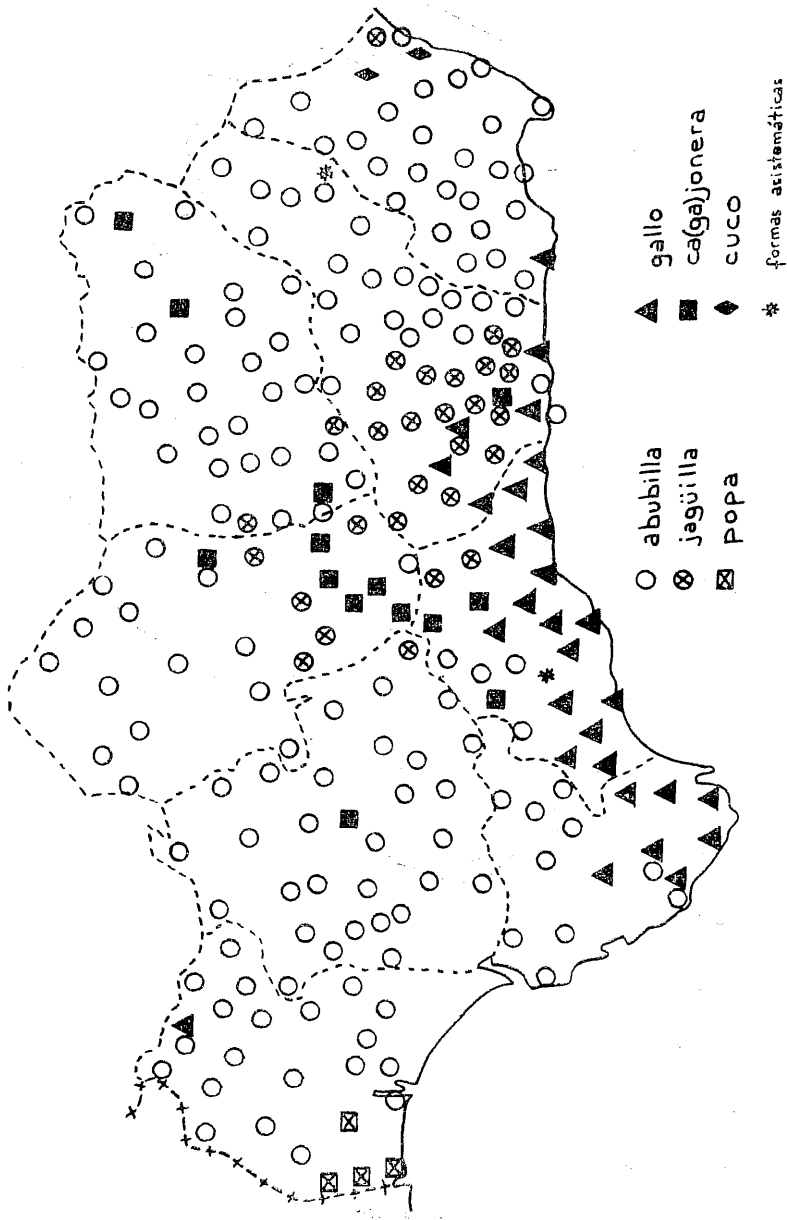 abubilla
jagüilla
popa
gallo
ca(ga)jonera
cuco
formas asistemáticas